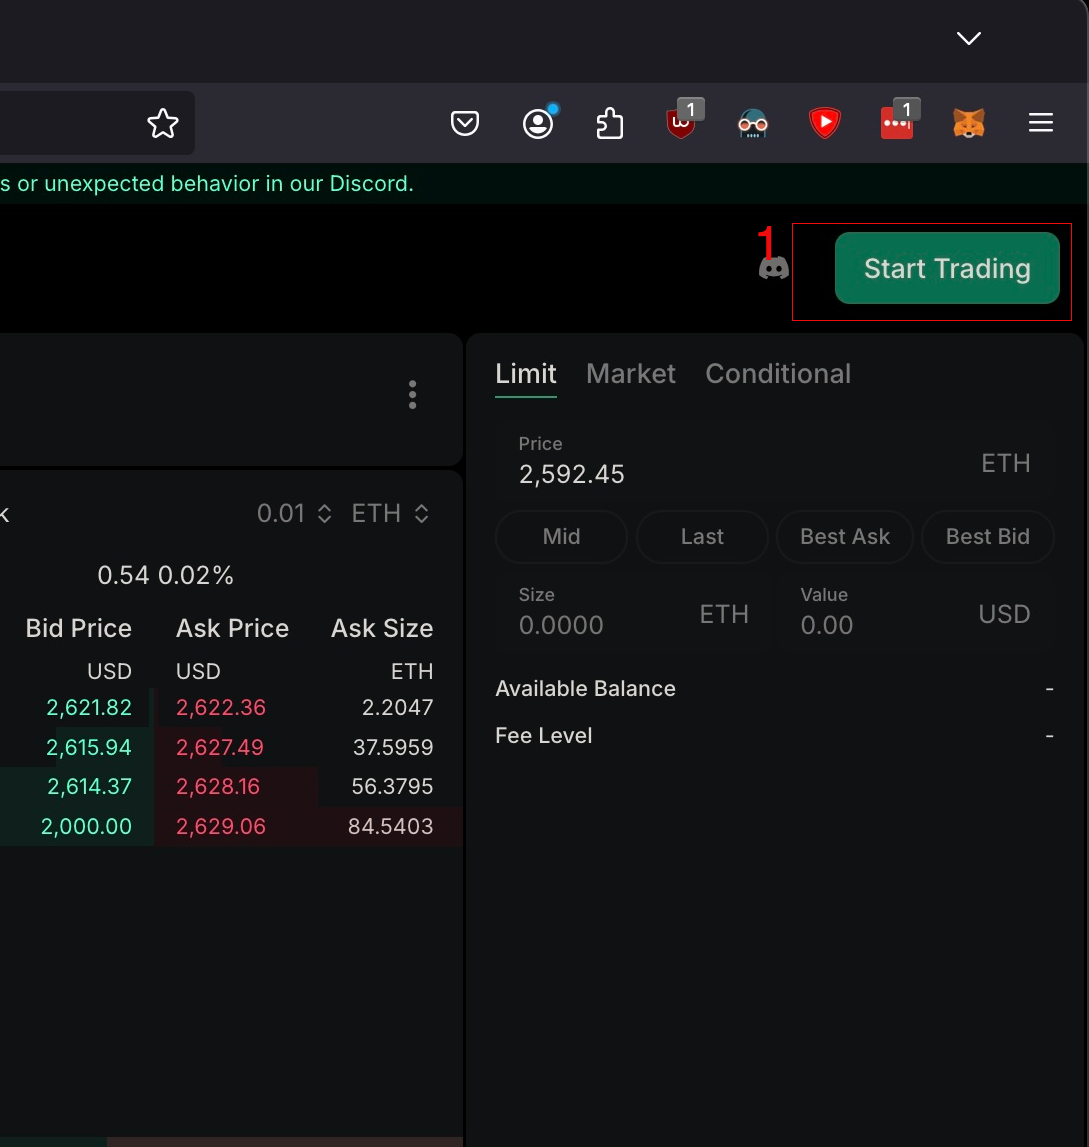 1
1
s or unexpected behavior in our Discord.
1
Start Trading
Limit Market Conditional
Price
2,592.45
ETH
k
0.01 ETH
Mid Last Best Ask Best Bid
0.54 0.02%
Size
0.0000
ETH
Value
0.00
USD
Bid Price Ask Price Ask Size
USD USD ETH
2,621.82 2,622.36 2.2047
2,615.94 2,627.49 37.5959
2,614.37 2,628.16 56.3795
2,000.00 2,629.06 84.5403
Available Balance -
Fee Level -